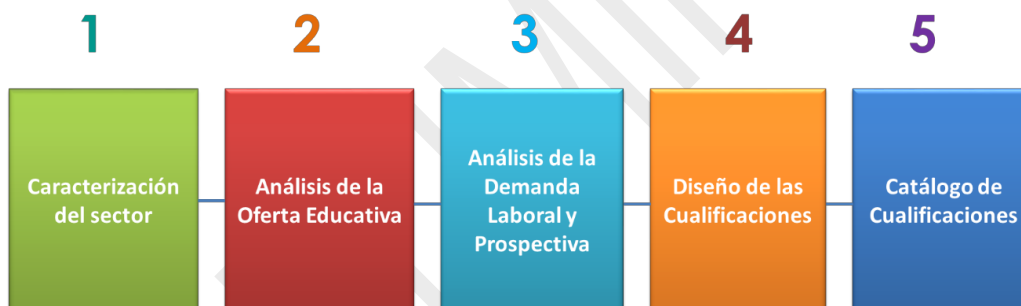 1
2
3
4
5
Caracterización
del sector
Análisis de la
Oferta Educativa
Análisis de la
Demanda
Laboral y
Prospectiva
Diseño de las
Cualificaciones
Catálogo de
Cualificaciones